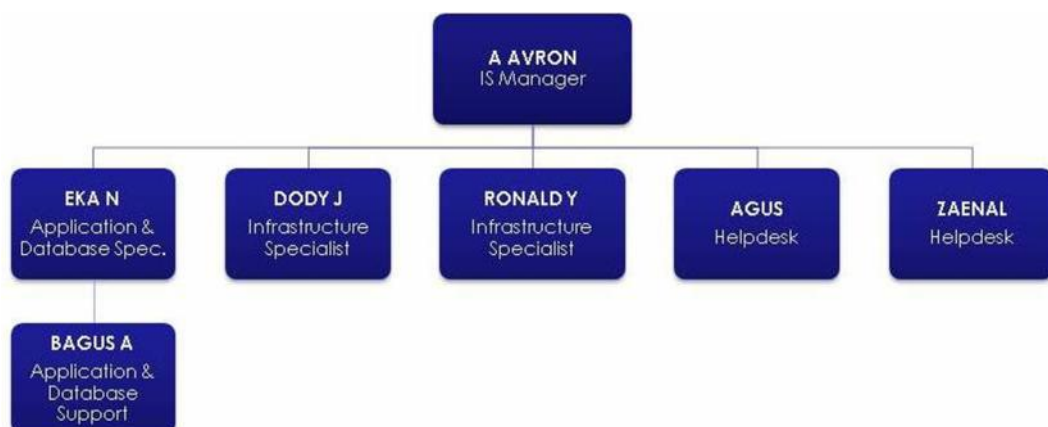 A AVRON
IS Manager
EKA N
Application &
Database Spec.
DODY J
Infrastructure
Specialist
RONALD Y
Infrastructure
Specialist
AGUS
Helpdesk
ZAENAL
Helpdesk
BAGUS A
Application &
Database
Support